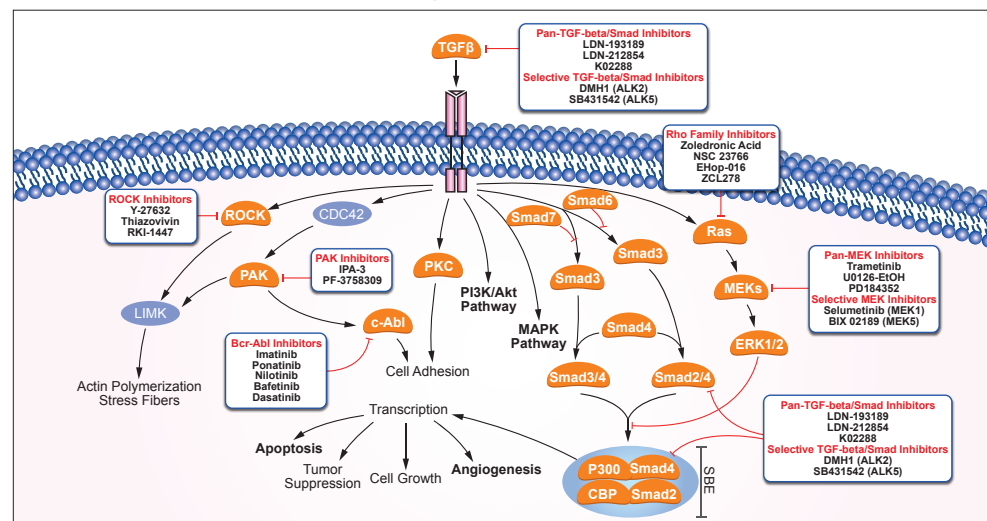 Pan-TGF-beta/Smad Inhibitors
LDN-193189
LDN-212854
K02288
Selective TGF-beta/Smad Inhibitors
DMH1 (ALK2)
SB431542 (ALK5)
TGFβ
Rho Family Inhibitors
Zoledronic Acid
NSC 23766
EHop-016
ZCL278
ROCK Inhibitors
Y-27632
Thiazovivin
RKI-1447
ROCK
CDC42
Smad7
Smad6
Ras
PAK
PAK Inhibitors
IPA-3
PF-3758309
PKC
PI3K/Akt
Pathway
Smad3
Smad3
MEKs
Pan-MEK Inhibitors
Trametinib
U0126-EtOH
PD184352
Selective MEK Inhibitors
Selumetinib (MEK1)
BIX 02189 (MEK5)
LIMK
c-Abl
MAPK
Pathway
Smad4
ERK1/2
Bcr-Abl Inhibitors
Imatinib
Ponatinib
Nilotinib
Bafetinib
Dasatinib
Cell Adhesion
Smad3/4
Smad2/4
Actin Polymerization
Stress Fibers
Transcription
Apoptosis
Tumor
Suppression
Cell Growth
Angiogenesis
P300
Smad4
CBP
Smad2
SBE
Pan-TGF-beta/Smad Inhibitors
LDN-193189
LDN-212854
K02288
Selective TGF-beta/Smad Inhibitors
DMH1 (ALK2)
SB431542 (ALK5)